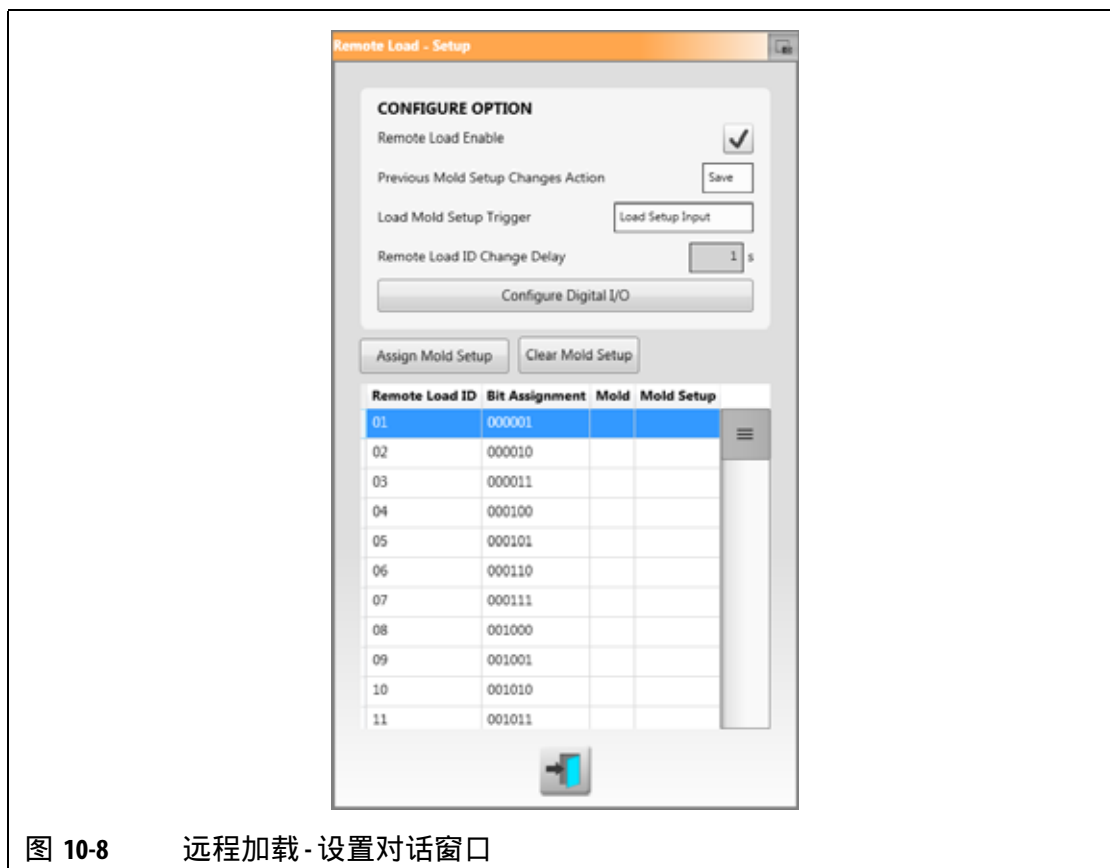 Remote Load - Setup
CONFIGURE OPTION
Remote Load Enable
Previous Mold Setup Changes Action Save
Load Mold Setup Trigger Load Setup Input
Remote Load ID Change Delay 1 s
Configure Digital I/O
Assign Mold Setup Clear Mold Setup
Remote Load ID Bit Assignment Mold Mold Setup
01 000001
02 000010
03 000011
04 000100
05 000101
06 000110
07 000111
08 001000
09 001001
10 001010
11 001011
图 10-8 远程加载 - 设置对话窗口